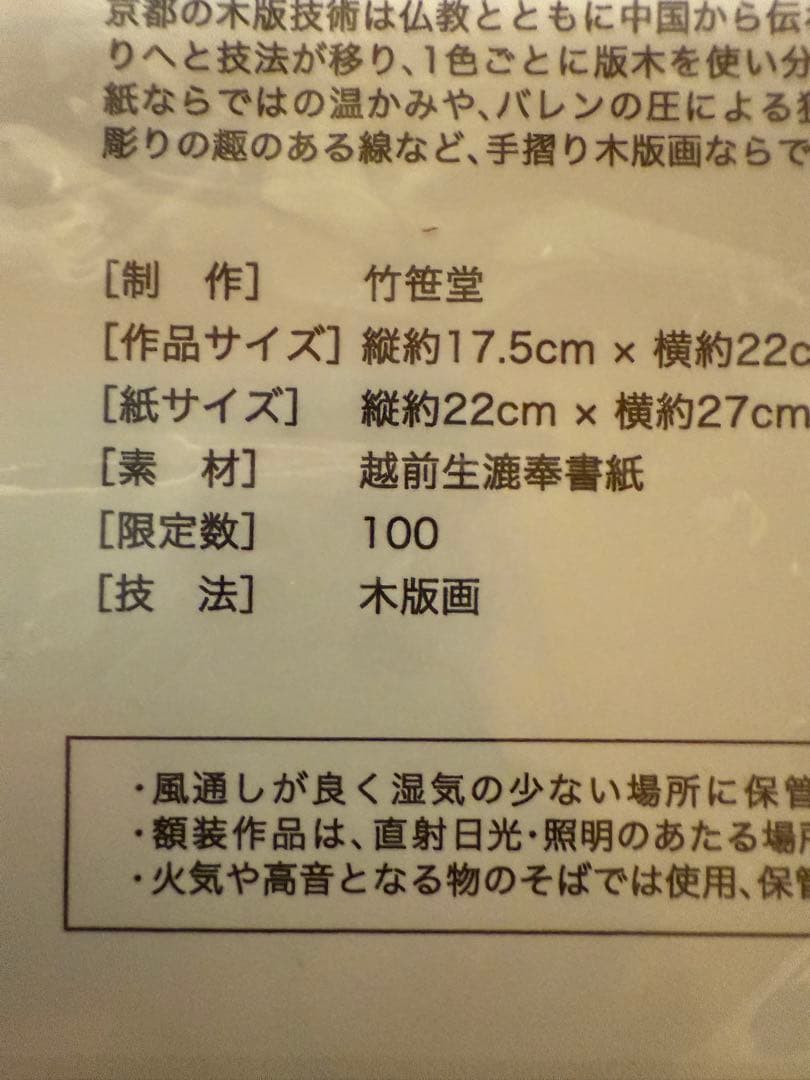 京都の木版技術は仏教とともに中国から伝
りへと技法が移り、1色ごとに版木を使い分
紙ならではの温かみや、バレンの圧による独
彫りの趣のある線など、手摺り木版画ならで
[制 作] 竹笹堂
[作品サイズ] 縦約17.5cm × 横約22c
[紙サイズ] 縦約22cm × 横約27cm
[素 材] 越前生漉奉書紙
[限定数] 100
[技 法] 木版画
・風通しが良く湿気の少ない場所に保管
・額装作品は、直射日光・照明のあたる場所
・火気や高音となる物のそばでは使用、保管